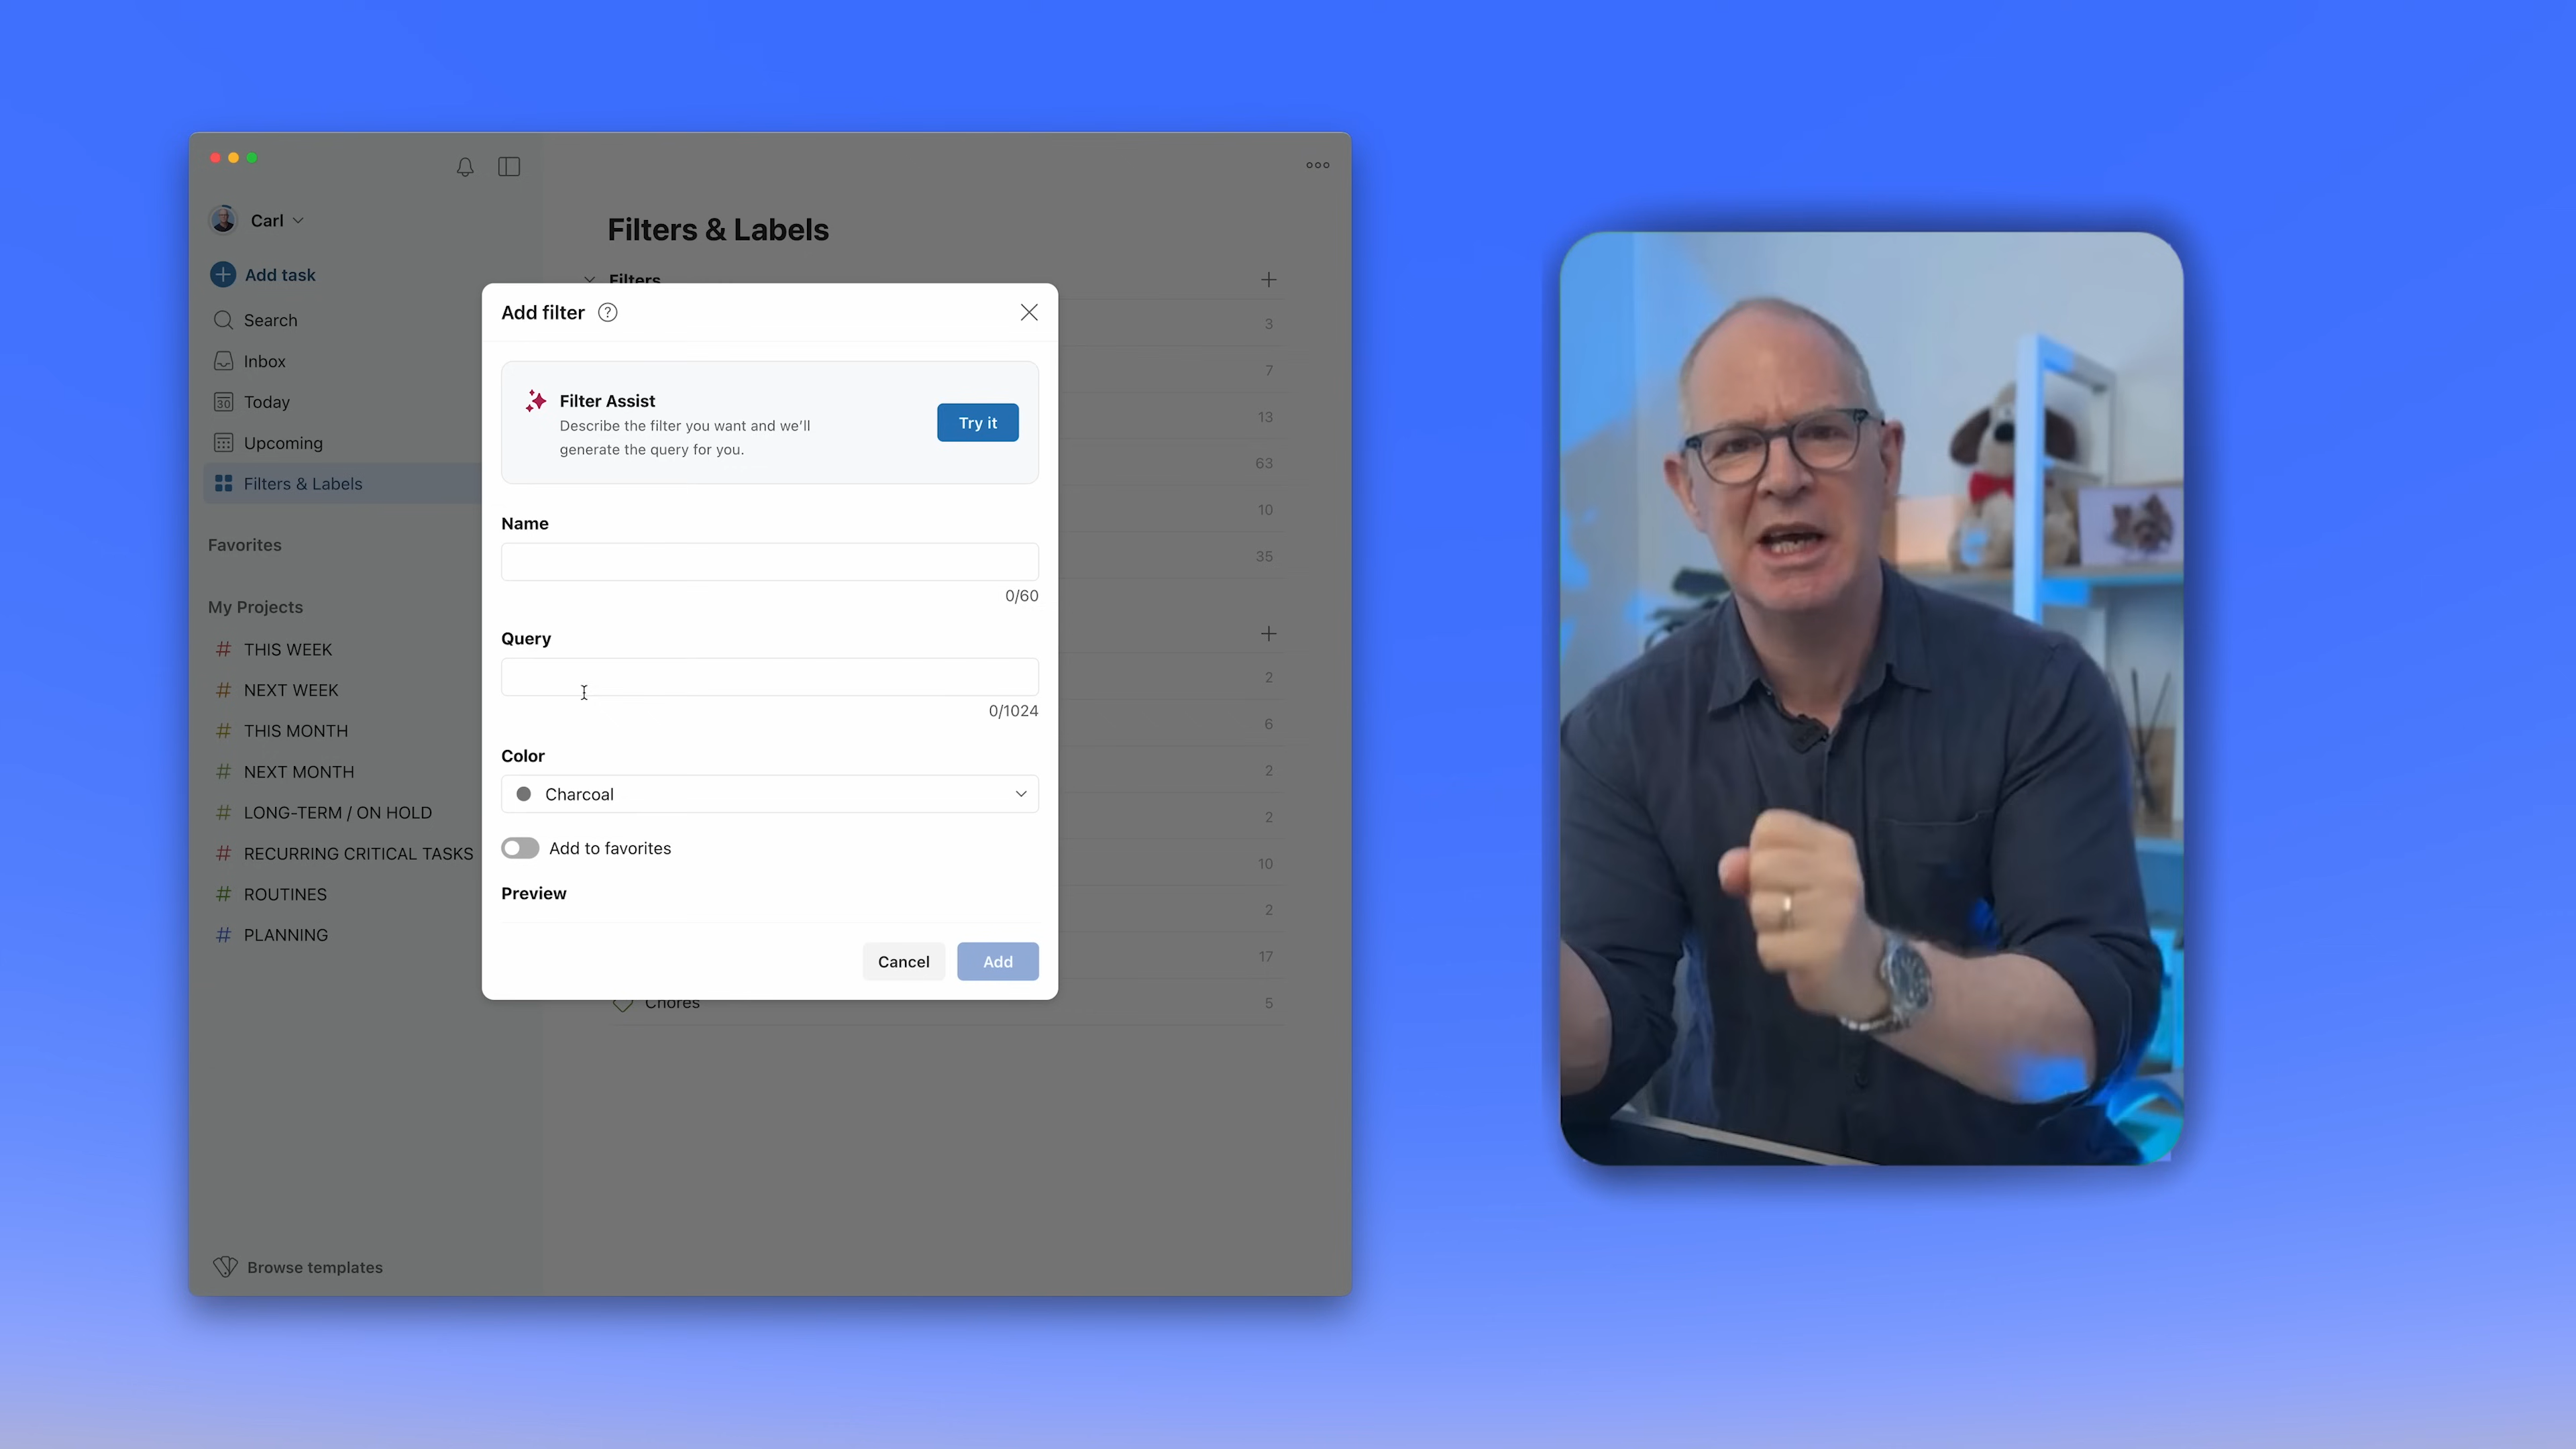 Carl
Add task
Search
Inbox
30
Today
Upcoming
Filters & Labels
Favorites
My Projects
# THIS WEEK
# NEXT WEEK
# THIS MONTH
# NEXT MONTH
# LONG-TERM / ON HOLD
# RECURRING CRITICAL TASKS
# ROUTINES
# PLANNING
Browse templates
Filters & Labels
Filters
3
7
13
63
10
35
2
6
2
2
10
2
17
Chores
5
Add filter ?
Filter Assist
Describe the filter you want and we'll
generate the query for you.
Try it
Name
0/60
Query
0/1024
Color
Charcoal
Add to favorites
Preview
Cancel
Add